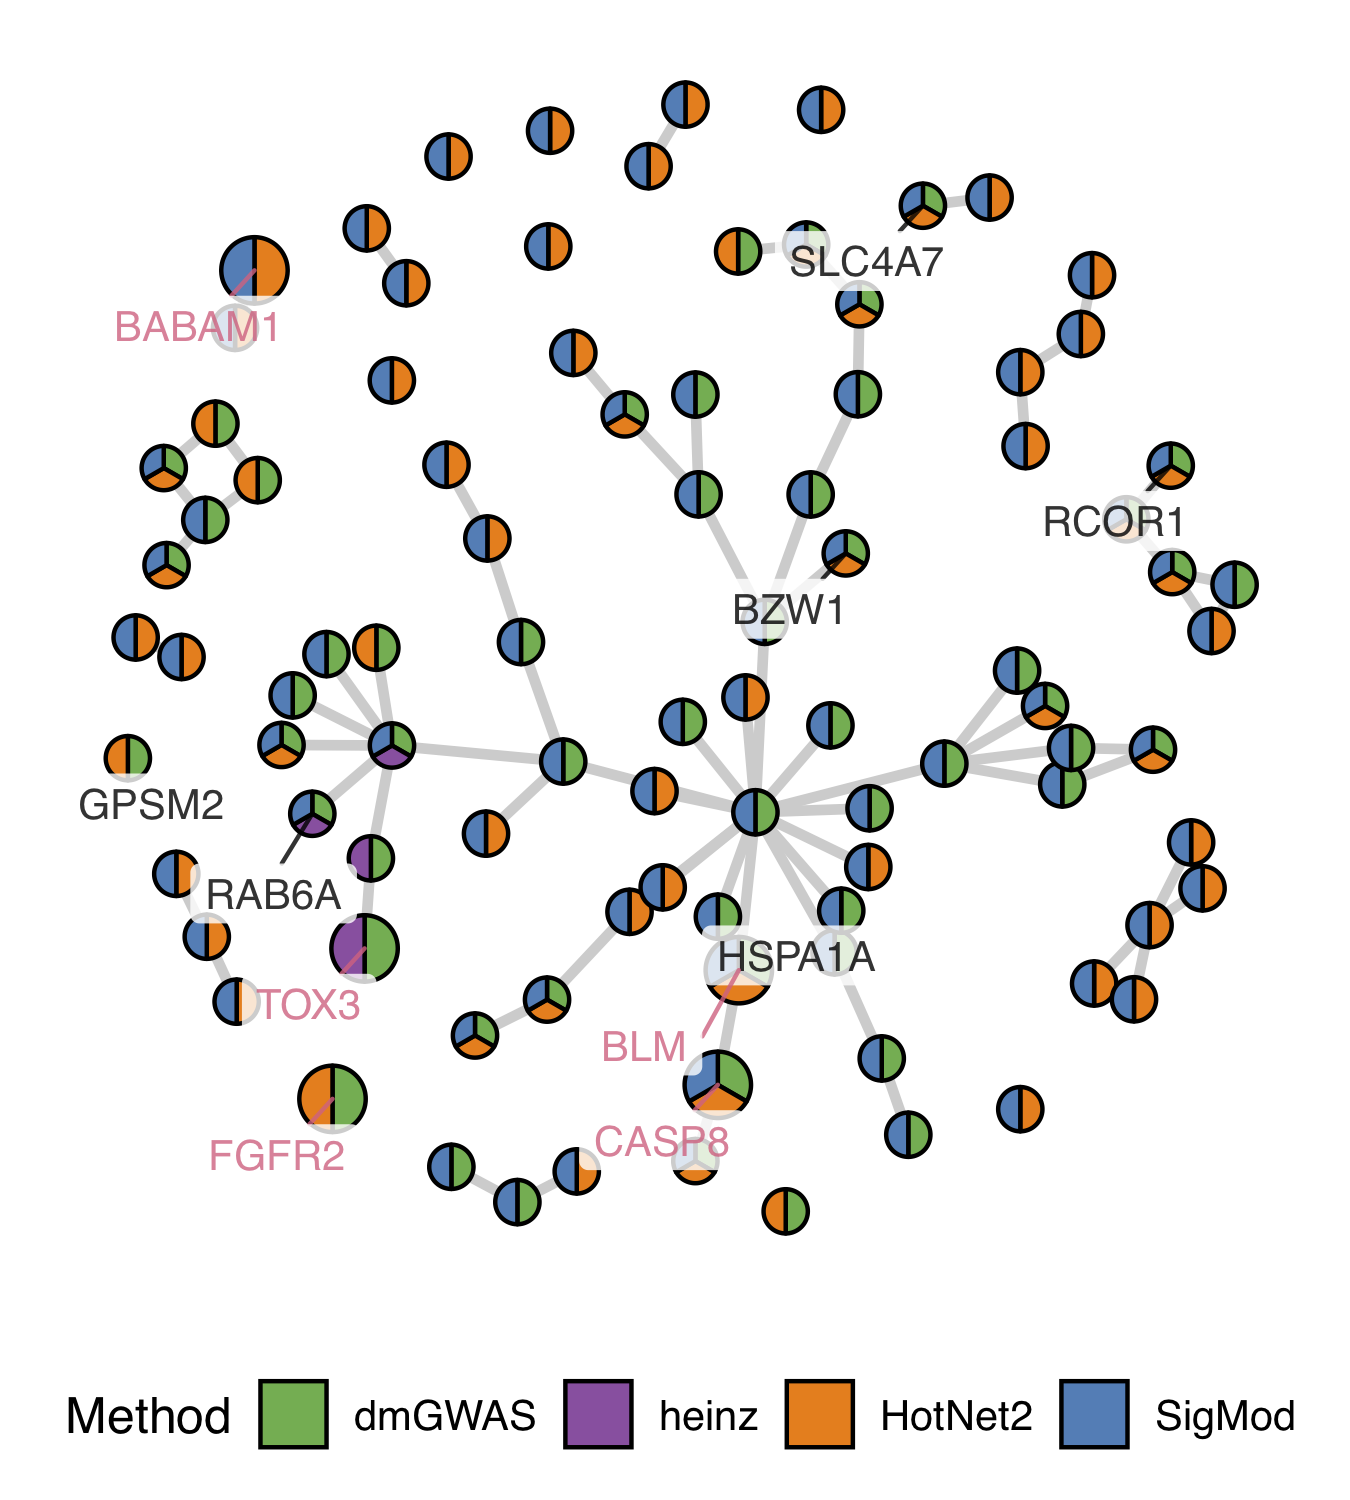 SLC4A7
BABAM1
RCOR1
BZW1
GPSM2
RAB6A
HSPA1A
TOX3
BLM
CASP8
FGFR2
Method dmGWAS heinz HotNet2 SigMod